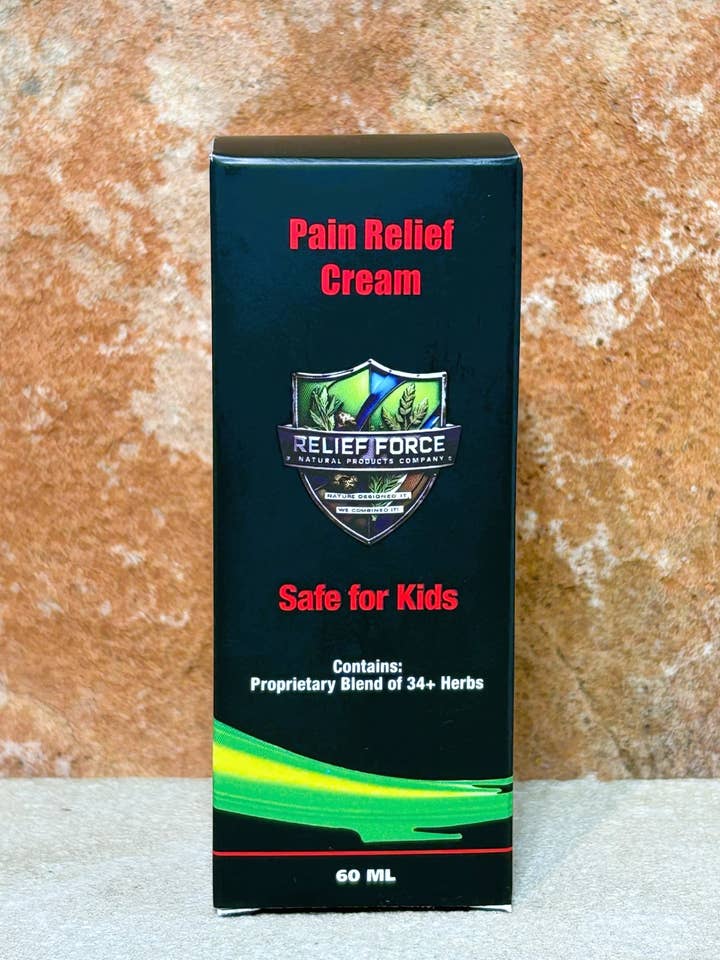 Pain Relief
Cream
RELIEF FORCE
NATURAL PRODUCTS COMPANY
NATURE DESIGNED IT,
WE COMBINED IT!
Safe for Kids
Contains:
Proprietary Blend of 34+ Herbs
60 ML